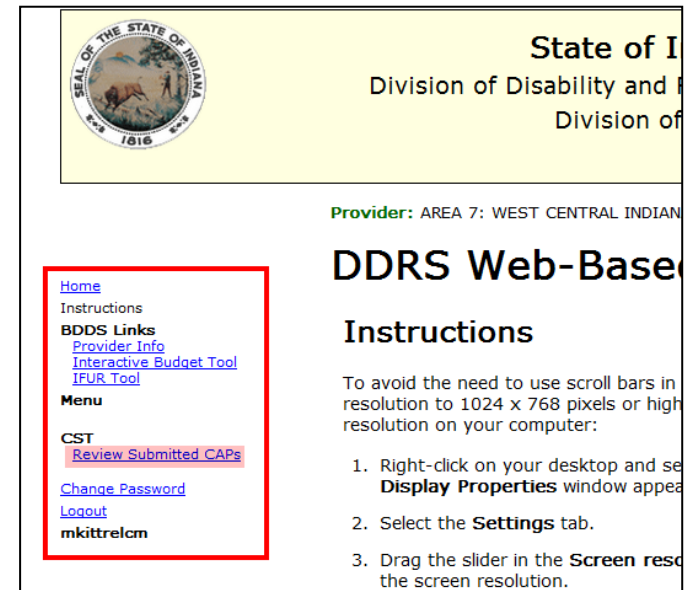 SEAL OF THE STATE OF INDIANA
1816
State of I
Division of Disability and
Division of
Provider: AREA 7: WEST CENTRAL INDIAN
DDRS Web-Based
Home
Instructions
BDDS Links
Provider Info
Interactive Budget Tool
IFUR Tool
Menu
CST
Review Submitted CAPs
Change Password
Logout
mkittrelcm
Instructions
To avoid the need to use scroll bars in
resolution to 1024 x 768 pixels or high
resolution on your computer:
1. Right-click on your desktop and se
Display Properties window appea
2. Select the Settings tab.
3. Drag the slider in the Screen reso
the screen resolution.